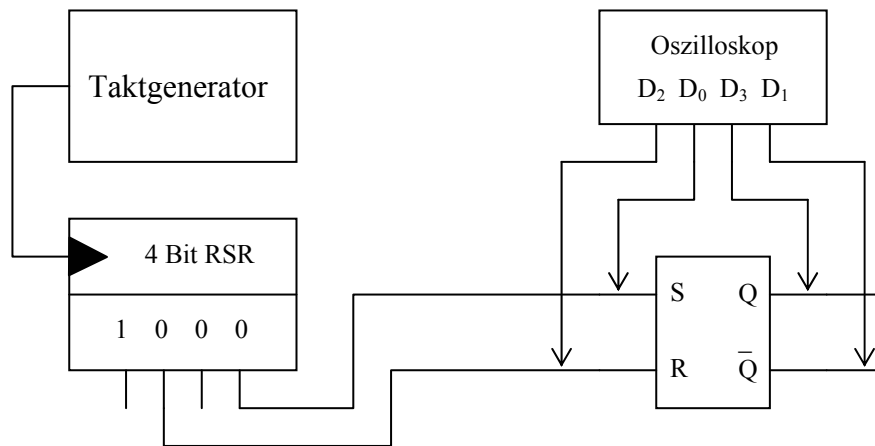 Taktgenerator
Oszilloskop
D₂ D₀ D₃ D₁
4 Bit RSR
1 0 0 0
S Q
R Q̅